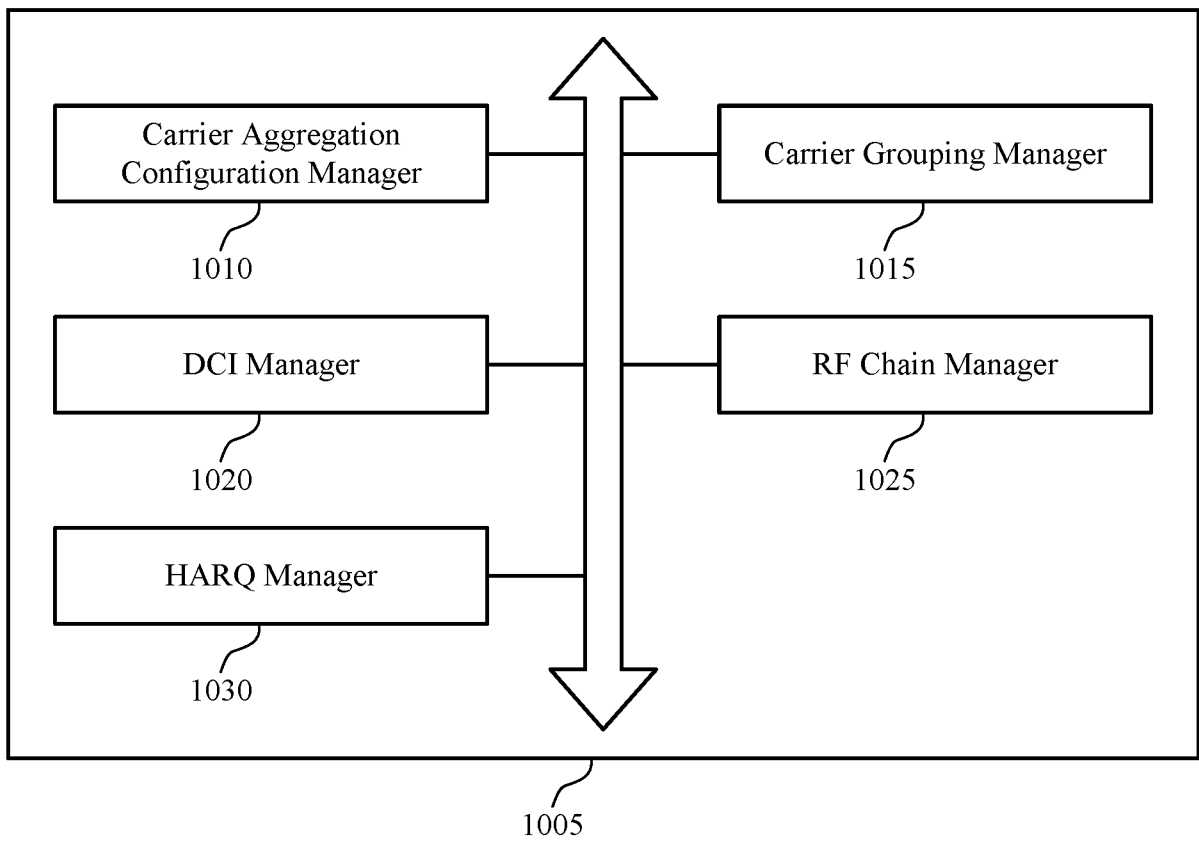 Carrier Aggregation
Configuration Manager
1010
Carrier Grouping Manager
1015
DCI Manager
1020
RF Chain Manager
1025
HARQ Manager
1030
1005